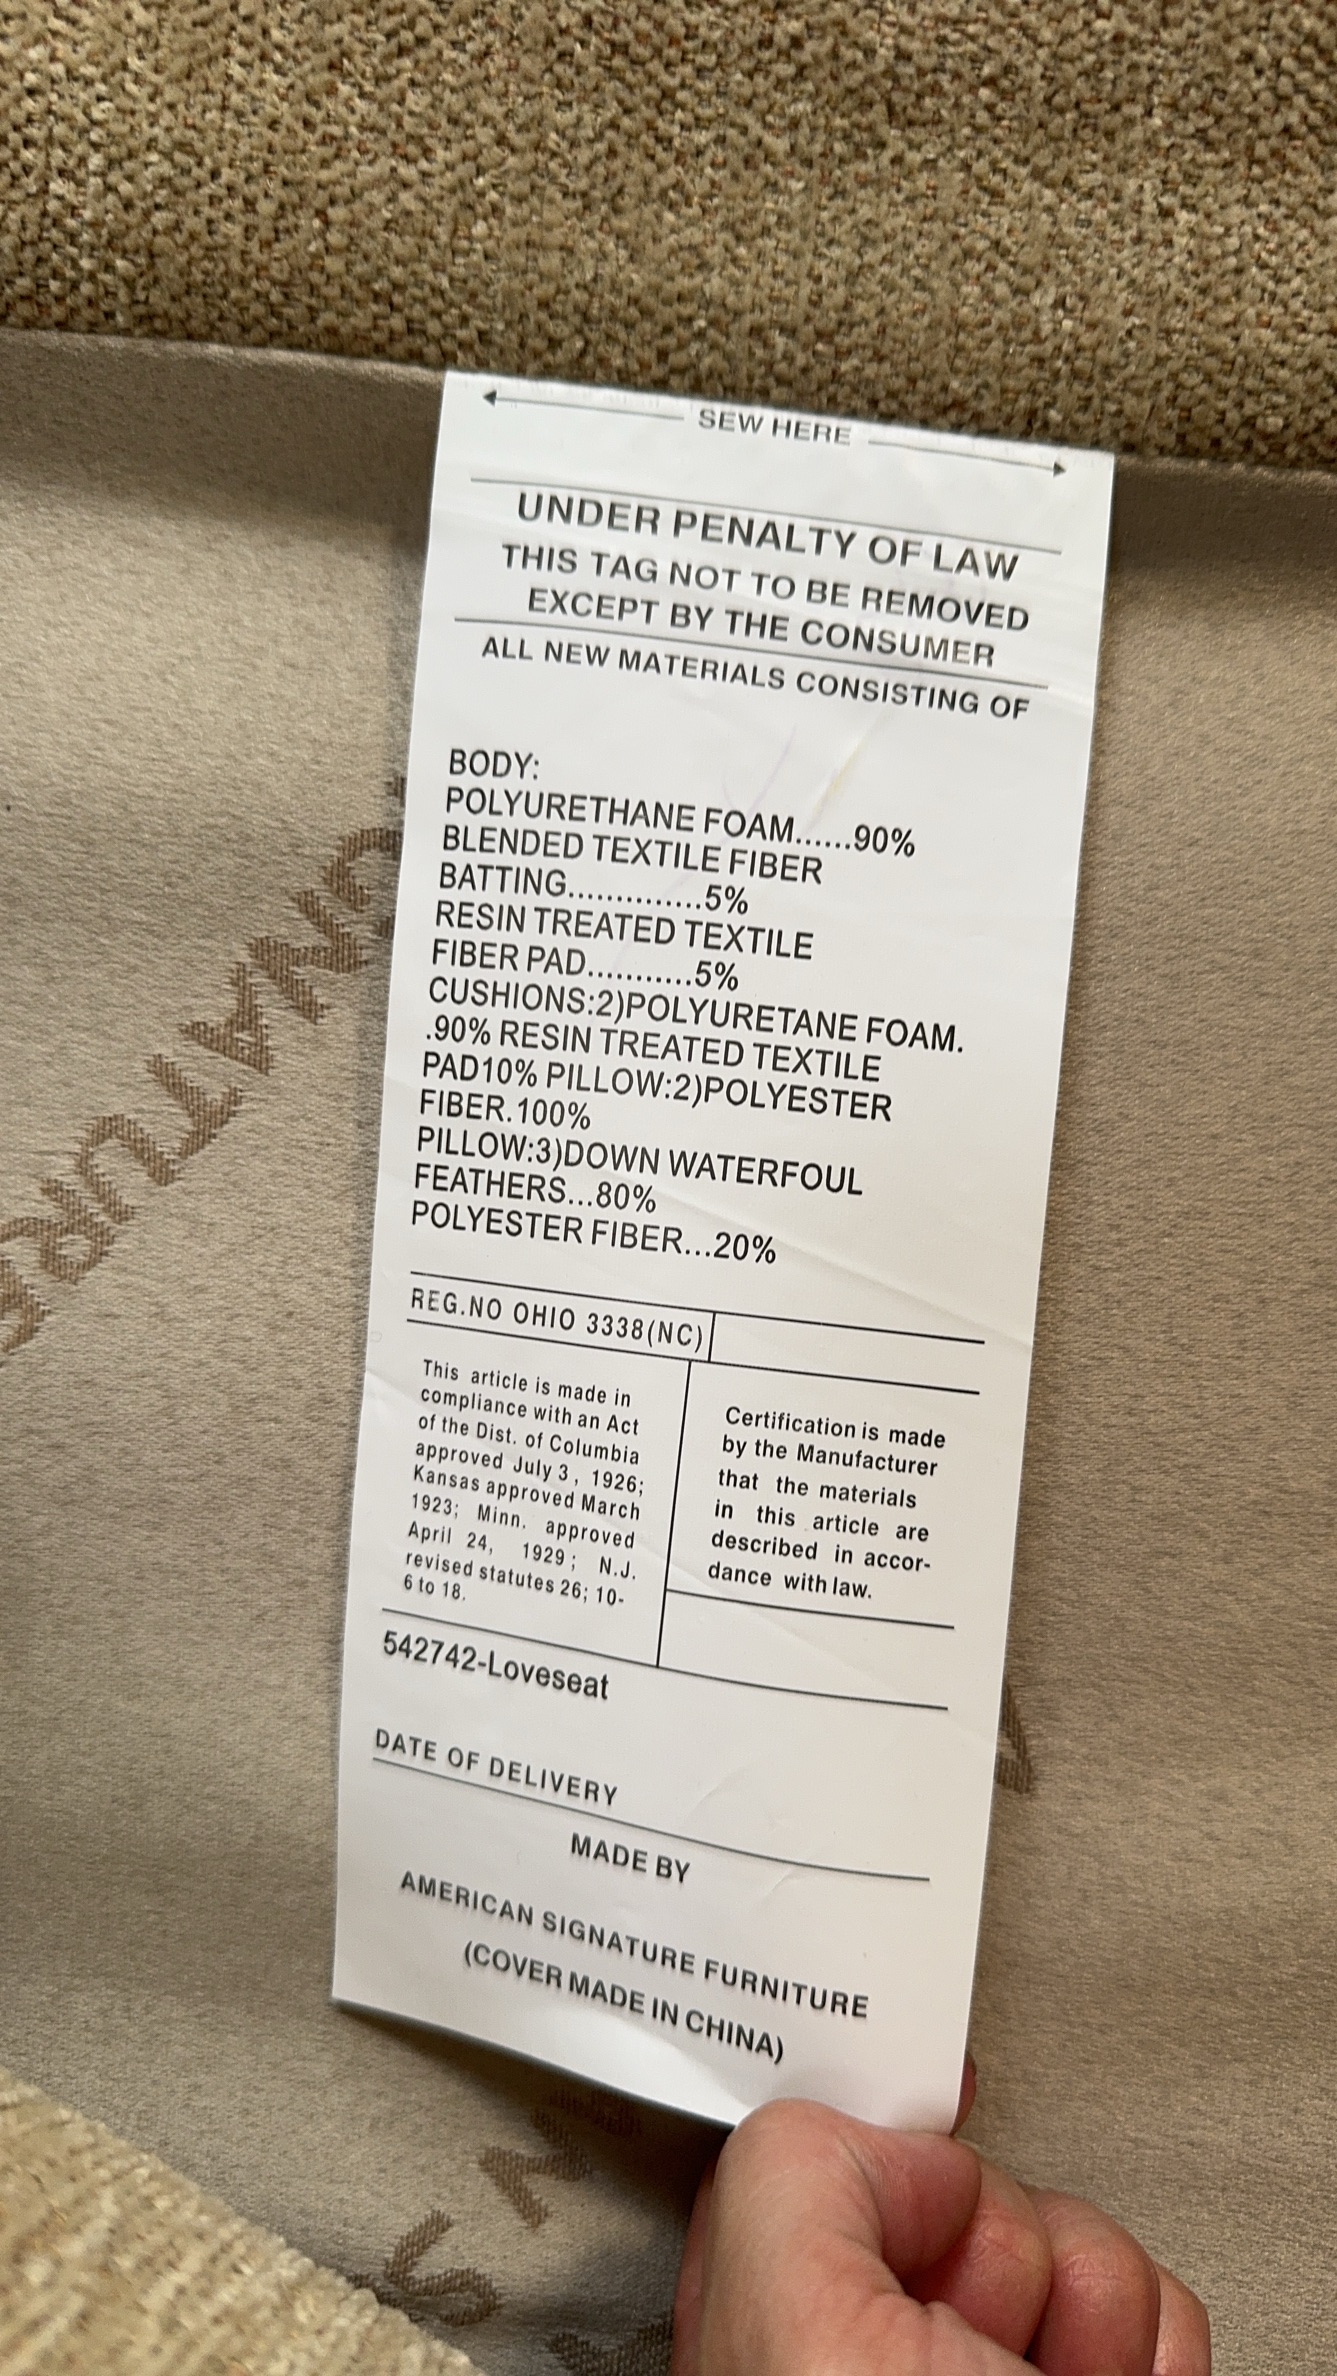 SEW HERE
UNDER PENALTY OF LAW
THIS TAG NOT TO BE REMOVED
EXCEPT BY THE CONSUMER
ALL NEW MATERIALS CONSISTING OF
BODY:
POLYURETHANE FOAM......90%
BLENDED TEXTILE FIBER
BATTING..............5%
RESIN TREATED TEXTILE
FIBER PAD...........5%
CUSHIONS:2)POLYURETANE FOAM.
.90% RESIN TREATED TEXTILE
PAD10% PILLOW:2)POLYESTER
FIBER.100%
PILLOW:3)DOWN WATERFOUL
FEATHERS...80%
POLYESTER FIBER...20%
REG.NO OHIO 3338(NC)
This article is made in
compliance with an Act
of the Dist. of Columbia
approved July 3, 1926;
Kansas approved March
1923; Minn. approved
April 24, 1929; N.J.
revised statutes 26; 10-
6 to 18.
Certification is made
by the Manufacturer
that the materials
in this article are
described in accor-
dance with law.
542742-Loveseat
DATE OF DELIVERY
MADE BY
AMERICAN SIGNATURE FURNITURE
(COVER MADE IN CHINA)